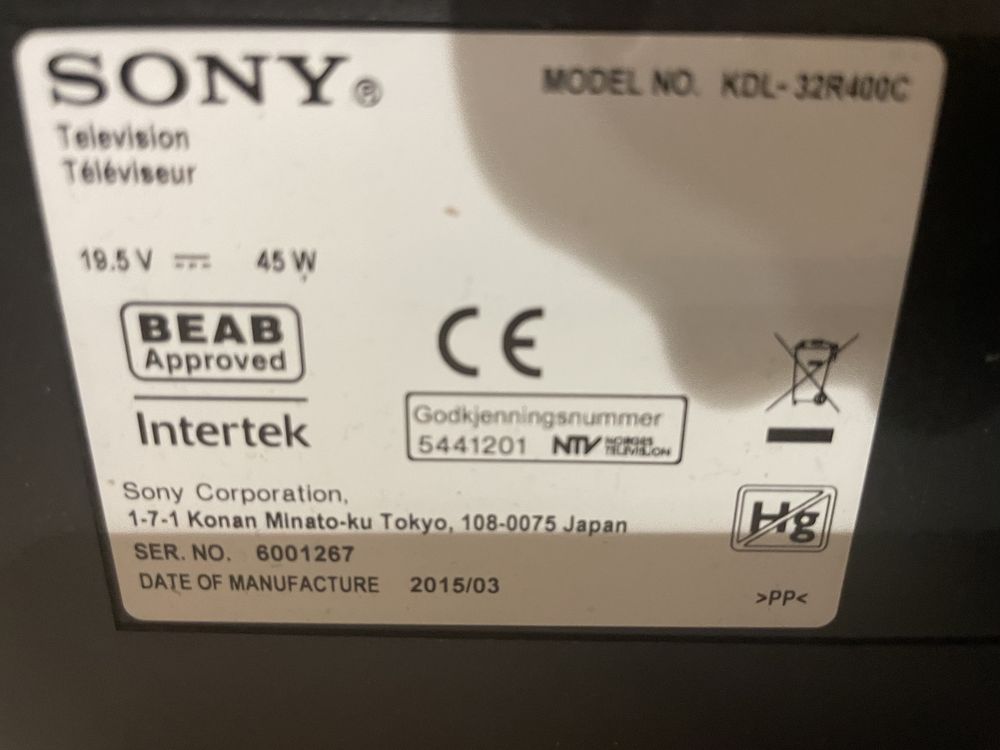 SONY®
MODEL NO. KDL-32R400C
Television
Téléviseur
19.5 V 45 W
BEAB
Approved
Intertek
CE
Godkjenningsnummer
5441201 NTV NORGES TELEVISION
Sony Corporation,
1-7-1 Konan Minato-ku Tokyo, 108-0075 Japan
Hg
SER. NO. 6001267
DATE OF MANUFACTURE 2015/03
>PP<